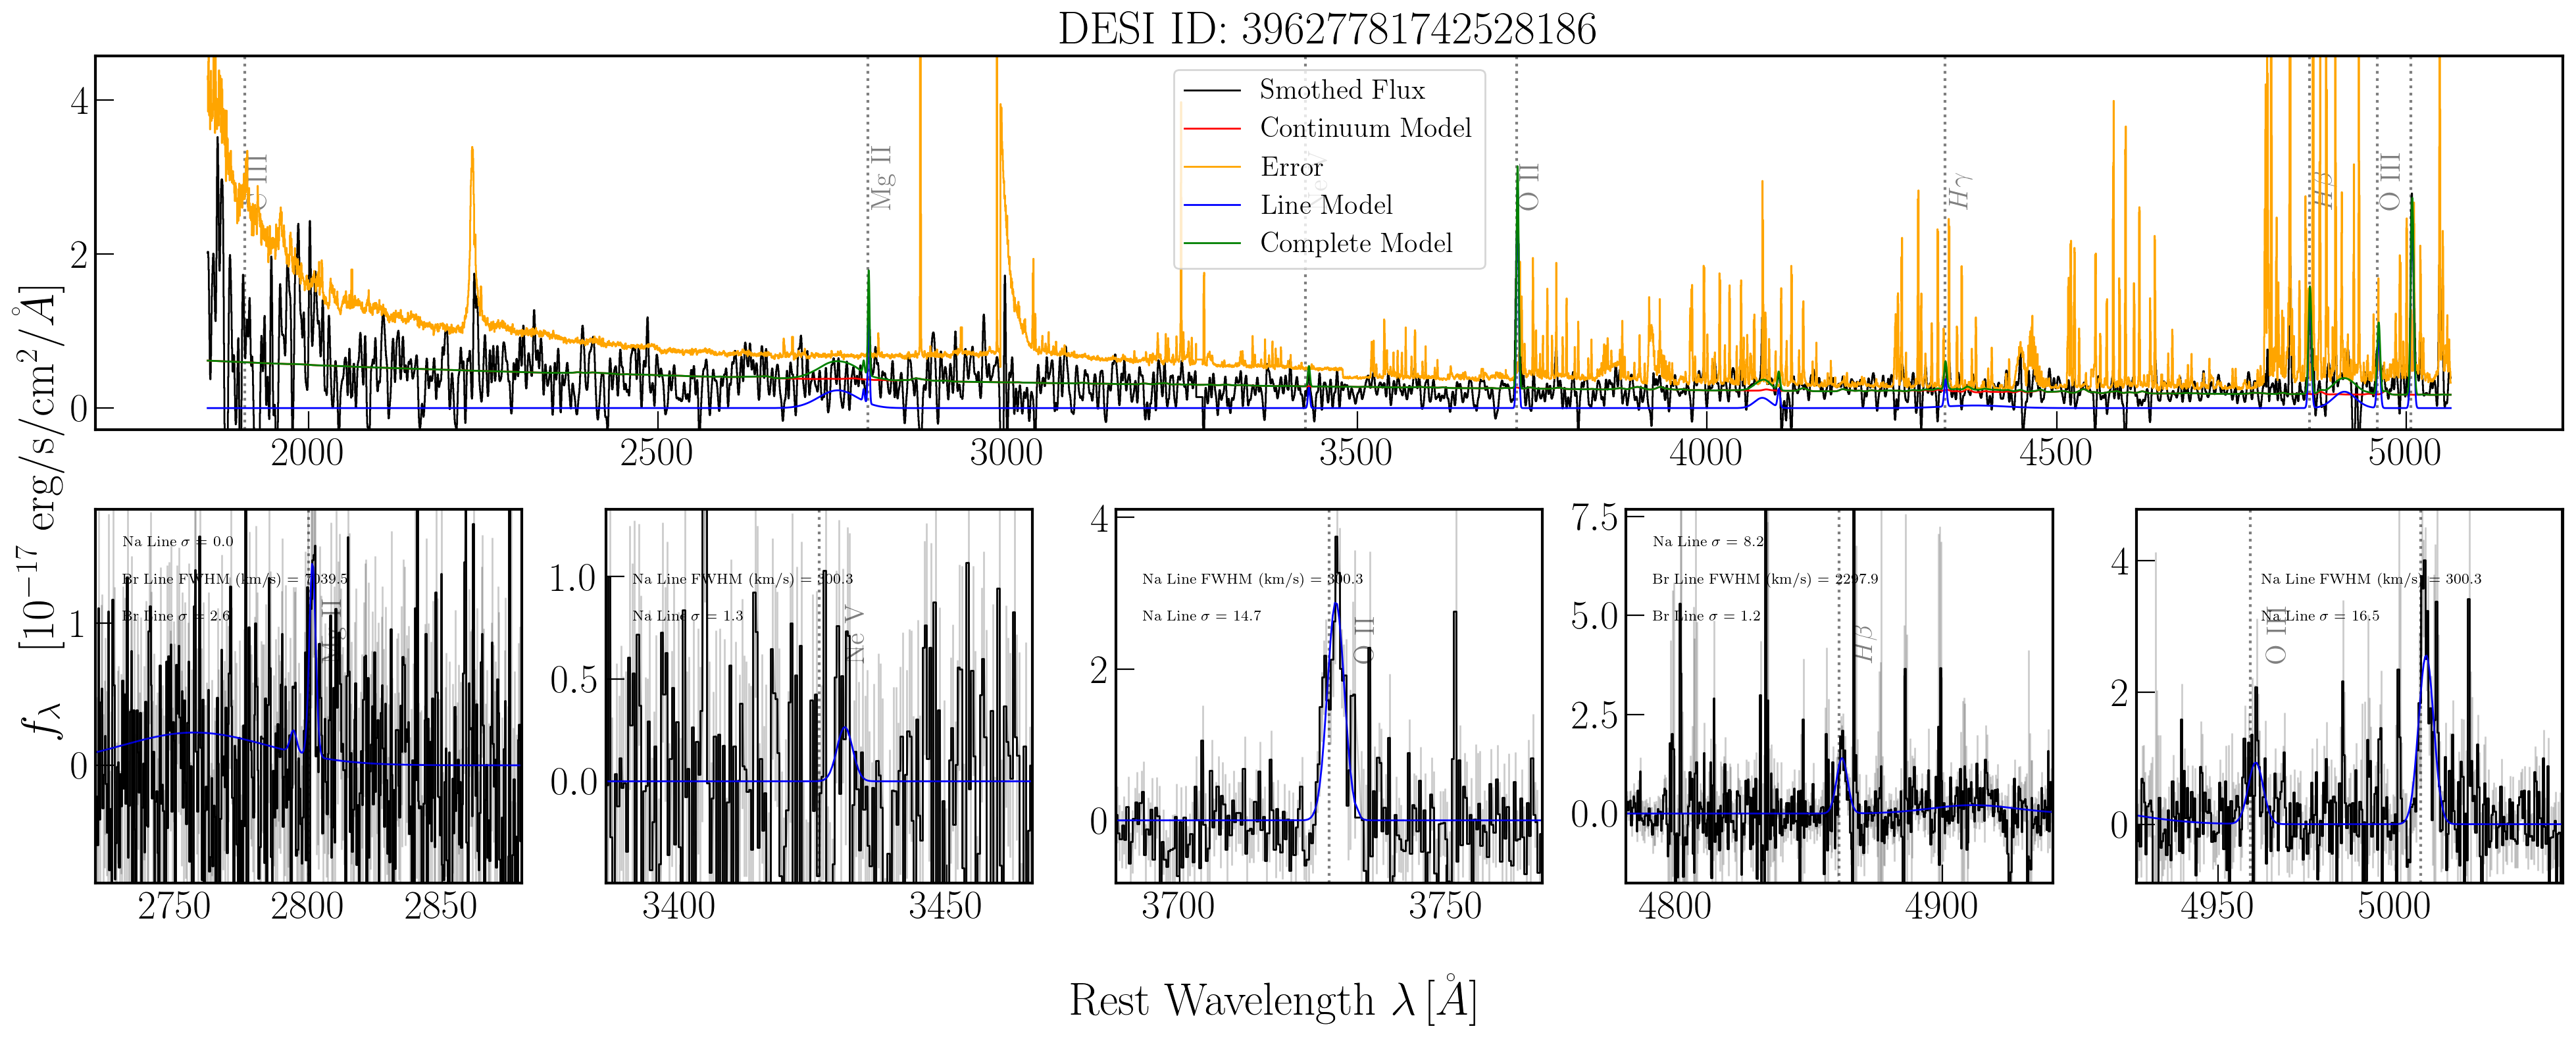 DESI ID: 39627781742528186
Smothed Flux
Continuum Model
Error
Line Model
Complete Model
III
Mg II
O II
Hγ
Hβ
O III
4
2
0
2000 2500 3000 3500 4000 4500 5000
fλ [10⁻¹⁷ erg/s/cm²/Å]
Na Line σ = 0.0
Br Line FWHM (km/s) = 7039.5
Br Line σ = 2.6
Mg II
1
0
2750 2800 2850
Na Line FWHM (km/s) = 300.3
Na Line σ = 1.3
Ne V
1.0
0.5
0.0
3400 3450
Na Line FWHM (km/s) = 300.3
Na Line σ = 14.7
O II
4
2
0
3700 3750
Na Line σ = 8.2
Br Line FWHM (km/s) = 2297.9
Br Line σ = 1.2
Hβ
7.5
5.0
2.5
0.0
4800 4900
Na Line FWHM (km/s) = 300.3
Na Line σ = 16.5
O III
4
2
0
4950 5000
Rest Wavelength λ [Å]